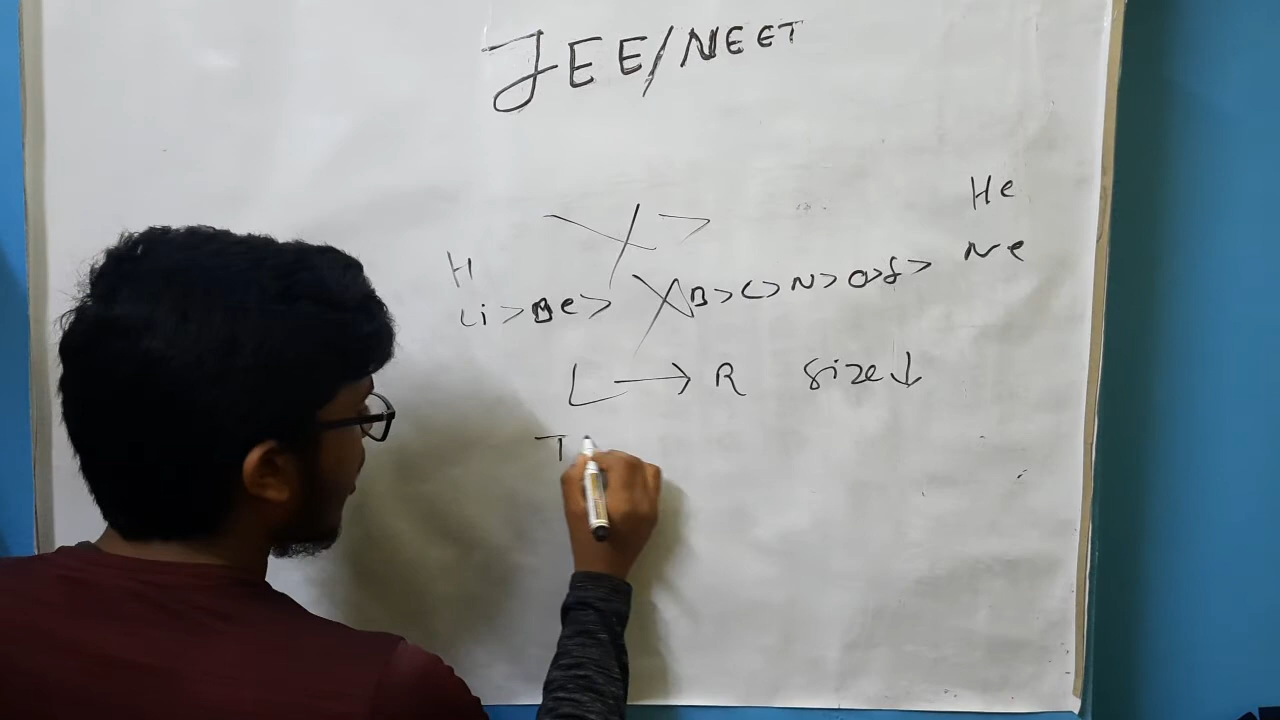 JEE/NEET
He
H
Ne
Li > Be > B > C > N > O > f >
L → R size ↓
T